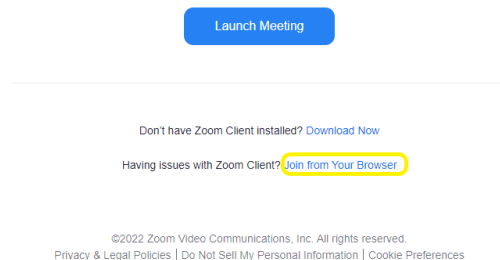 Launch Meeting
Don't have Zoom Client installed? Download Now
Having issues with Zoom Client? Join from Your Browser
©2022 Zoom Video Communications, Inc. All rights reserved.
Privacy & Legal Policies | Do Not Sell My Personal Information | Cookie Preferences